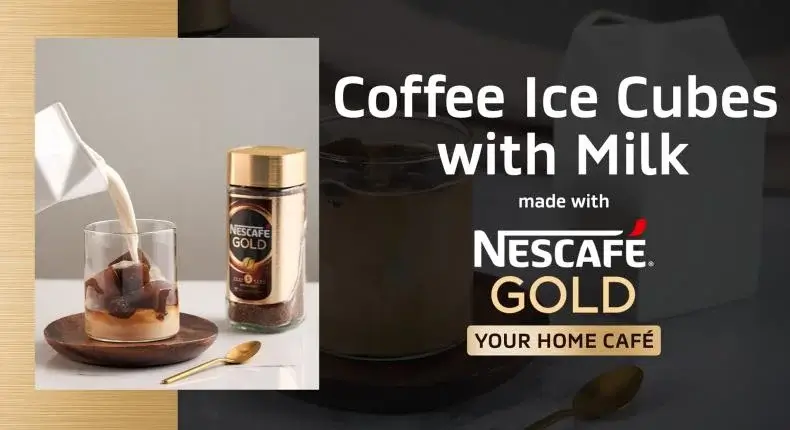 NESCAFÉ
GOLD
Coffee Ice Cubes
with Milk
made with
NESCAFÉ®
GOLD
YOUR HOME CAFÉ